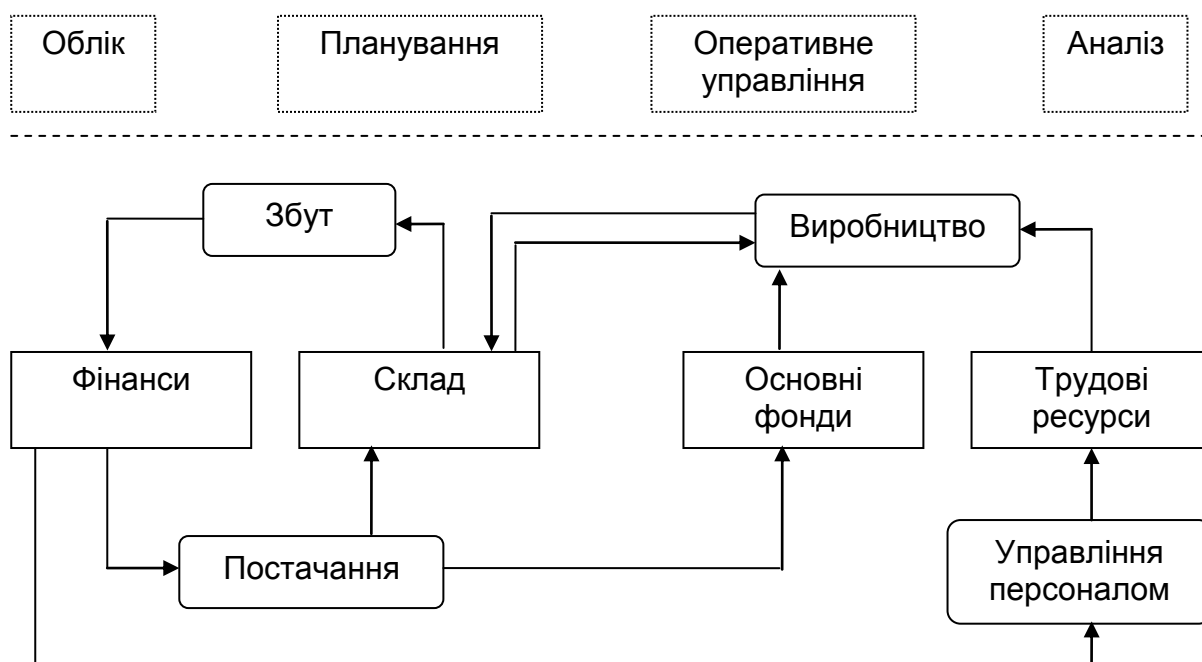 Облік
Планування
Оперативне
управління
Аналіз
Збут
Виробництво
Фінанси
Склад
Основні
фонди
Трудові
ресурси
Постачання
Управління
персоналом